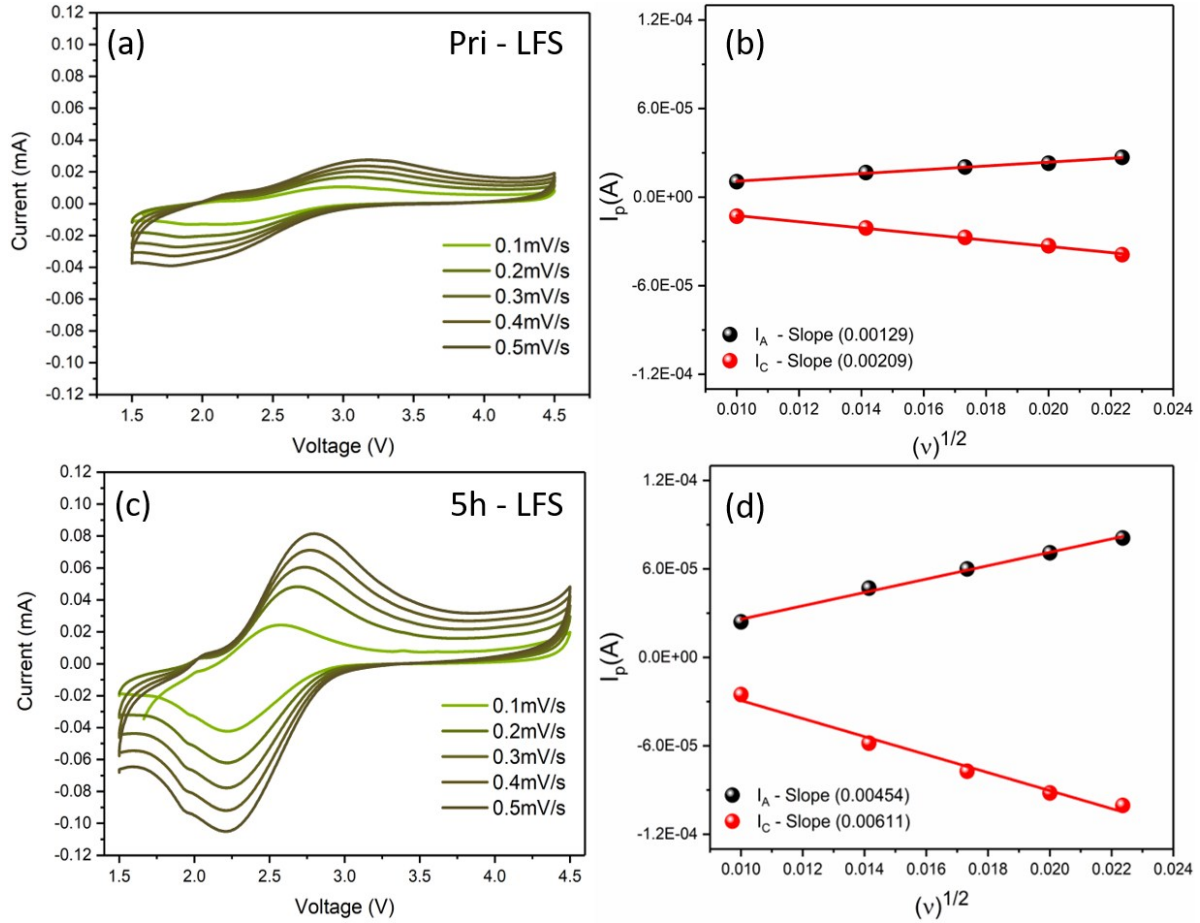 (a)
Pri - LFS
0.12
0.10
0.08
0.06
0.04
0.02
0.00
-0.02
-0.04
-0.06
-0.08
-0.10
-0.12
Current (mA)
0.1mV/s
0.2mV/s
0.3mV/s
0.4mV/s
0.5mV/s
1.5 2.0 2.5 3.0 3.5 4.0 4.5
Voltage (V)
(b)
1.2E-04
6.0E-05
0.0E+00
-6.0E-05
-1.2E-04
Ip(A)
IA - Slope (0.00129)
IC - Slope (0.00209)
0.010 0.012 0.014 0.016 0.018 0.020 0.022 0.024
(ν)1/2
(c)
5h - LFS
0.12
0.10
0.08
0.06
0.04
0.02
0.00
-0.02
-0.04
-0.06
-0.08
-0.10
-0.12
Current (mA)
0.1mV/s
0.2mV/s
0.3mV/s
0.4mV/s
0.5mV/s
1.5 2.0 2.5 3.0 3.5 4.0 4.5
Voltage (V)
(d)
1.2E-04
6.0E-05
0.0E+00
-6.0E-05
-1.2E-04
Ip(A)
IA - Slope (0.00454)
IC - Slope (0.00611)
0.010 0.012 0.014 0.016 0.018 0.020 0.022 0.024
(ν)1/2